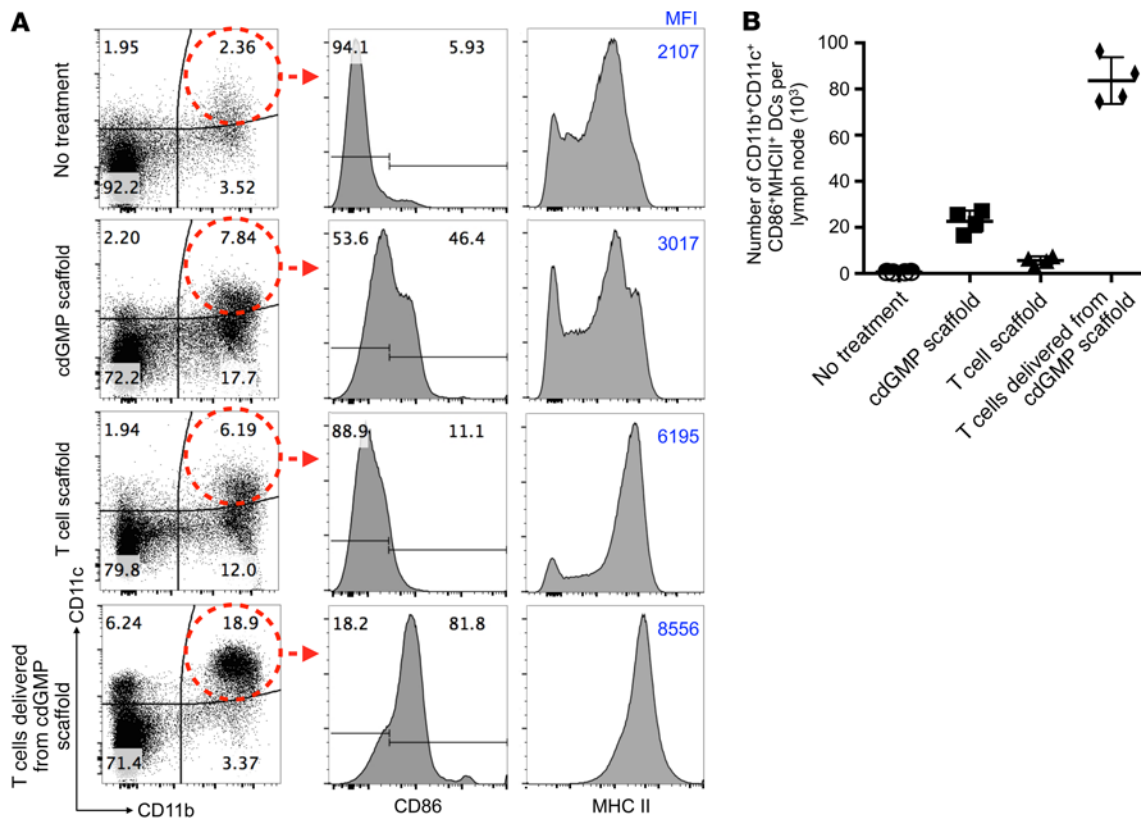 A
MFI
No treatment
1.95
2.36
92.2
3.52
94.1
5.93
2107
cdGMP scaffold
2.20
7.84
72.2
17.7
53.6
46.4
3017
T cell scaffold
1.94
6.19
79.8
12.0
88.9
11.1
6195
T cells delivered
from cdGMP
scaffold
6.24
18.9
71.4
3.37
18.2
81.8
8556
CD11c
CD11b
CD86
MHC II
B
Number of CD11b⁺CD11c⁺
CD86⁺MHCII⁺ DCs per
lymph node (10³)
100
80
60
40
20
0
No treatment
cdGMP scaffold
T cell scaffold
T cells delivered from
cdGMP scaffold